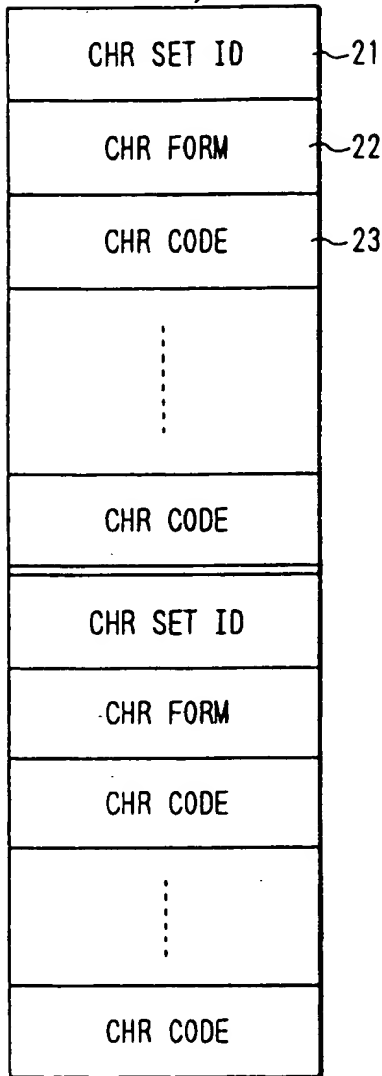 CHR SET ID 21
CHR FORM 22
CHR CODE 23
CHR CODE
CHR SET ID
CHR FORM
CHR CODE
CHR CODE